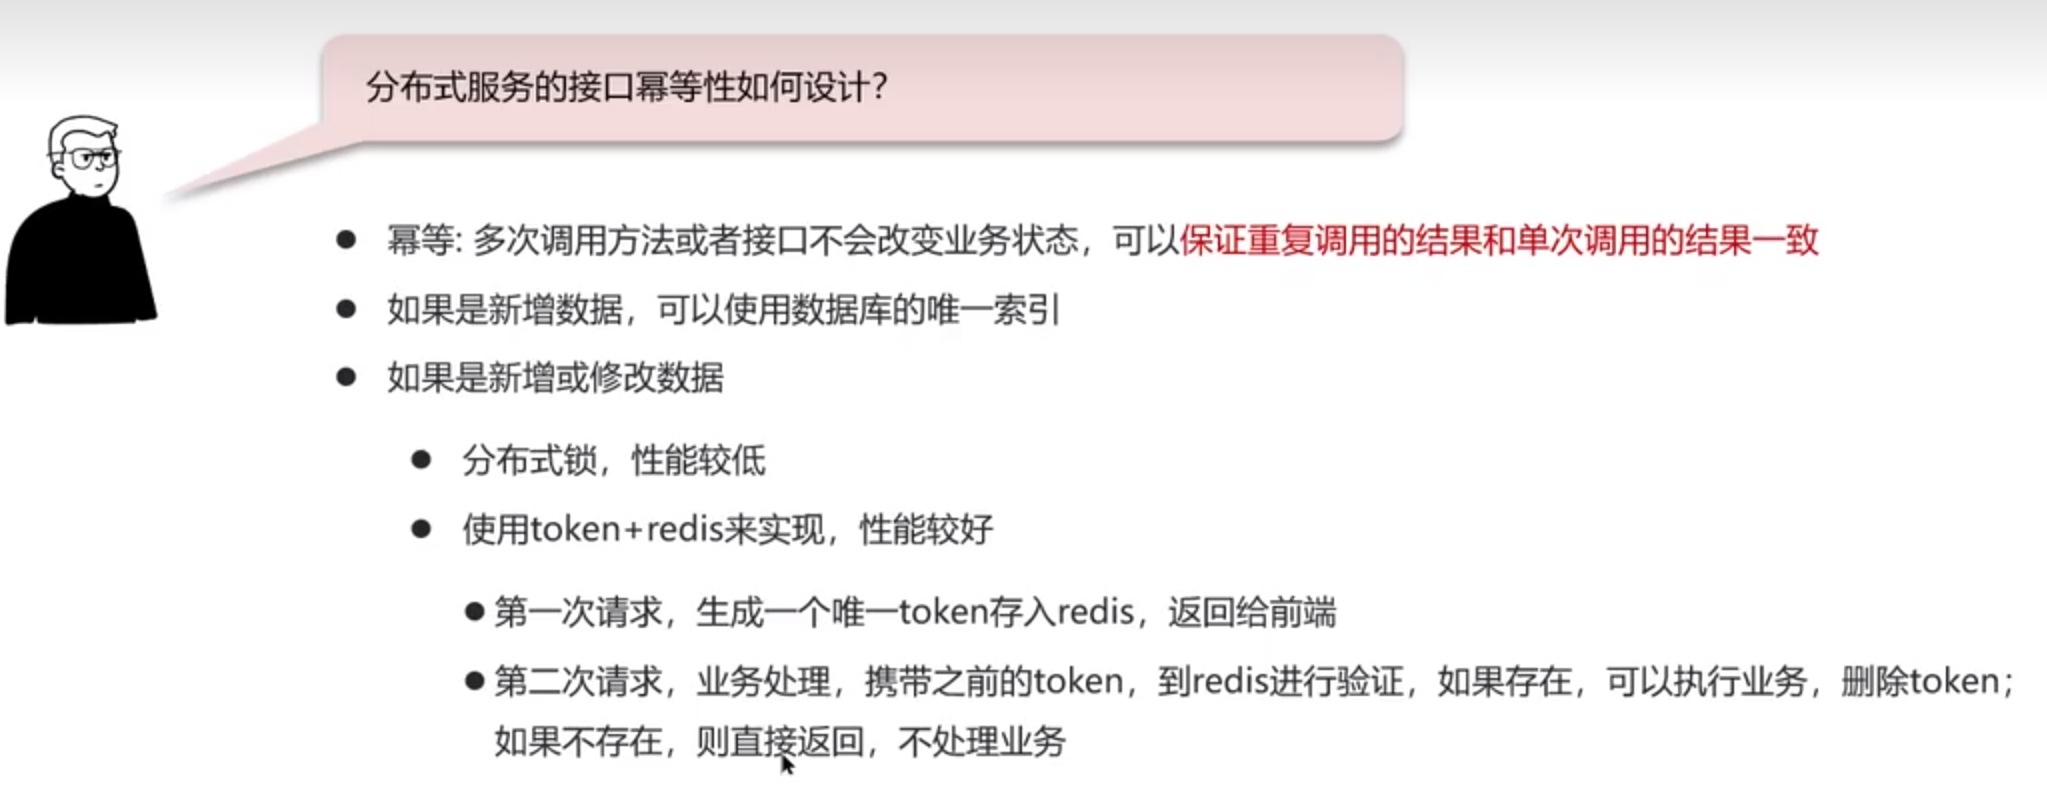 分布式服务的接口幂等性如何设计?
幂等: 多次调用方法或者接口不会改变业务状态，可以保证重复调用的结果和单次调用的结果一致
如果是新增数据，可以使用数据库的唯一索引
如果是新增或修改数据
分布式锁，性能较低
使用token+redis来实现，性能较好
第一次请求，生成一个唯一token存入redis，返回给前端
第二次请求，业务处理，携带之前的token，到redis进行验证，如果存在，可以执行业务，删除token；
如果不存在，则直接返回，不处理业务